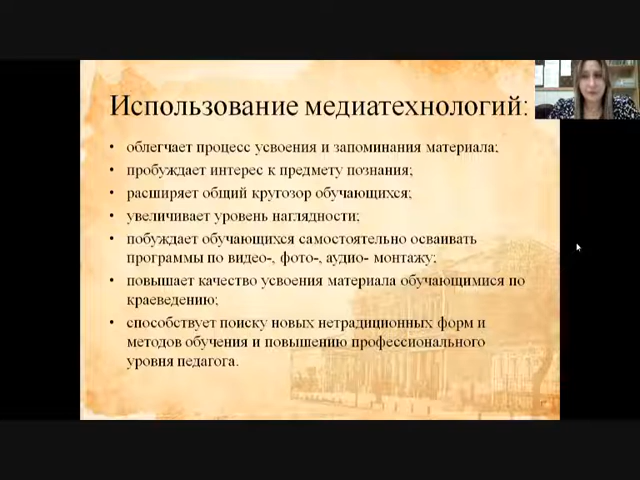 Использование медиатехнологий:
• облегчает процесс усвоения и запоминания материала;
• пробуждает интерес к предмету познания;
• расширяет общий кругозор обучающихся;
• увеличивает уровень наглядности;
• побуждает обучающихся самостоятельно осваивать
программы по видео-, фото-, аудио- монтажу;
• повышает качество усвоения материала обучающимися по
краеведению;
• способствует поиску новых нетрадиционных форм и
методов обучения и повышению профессионального
уровня педагога.